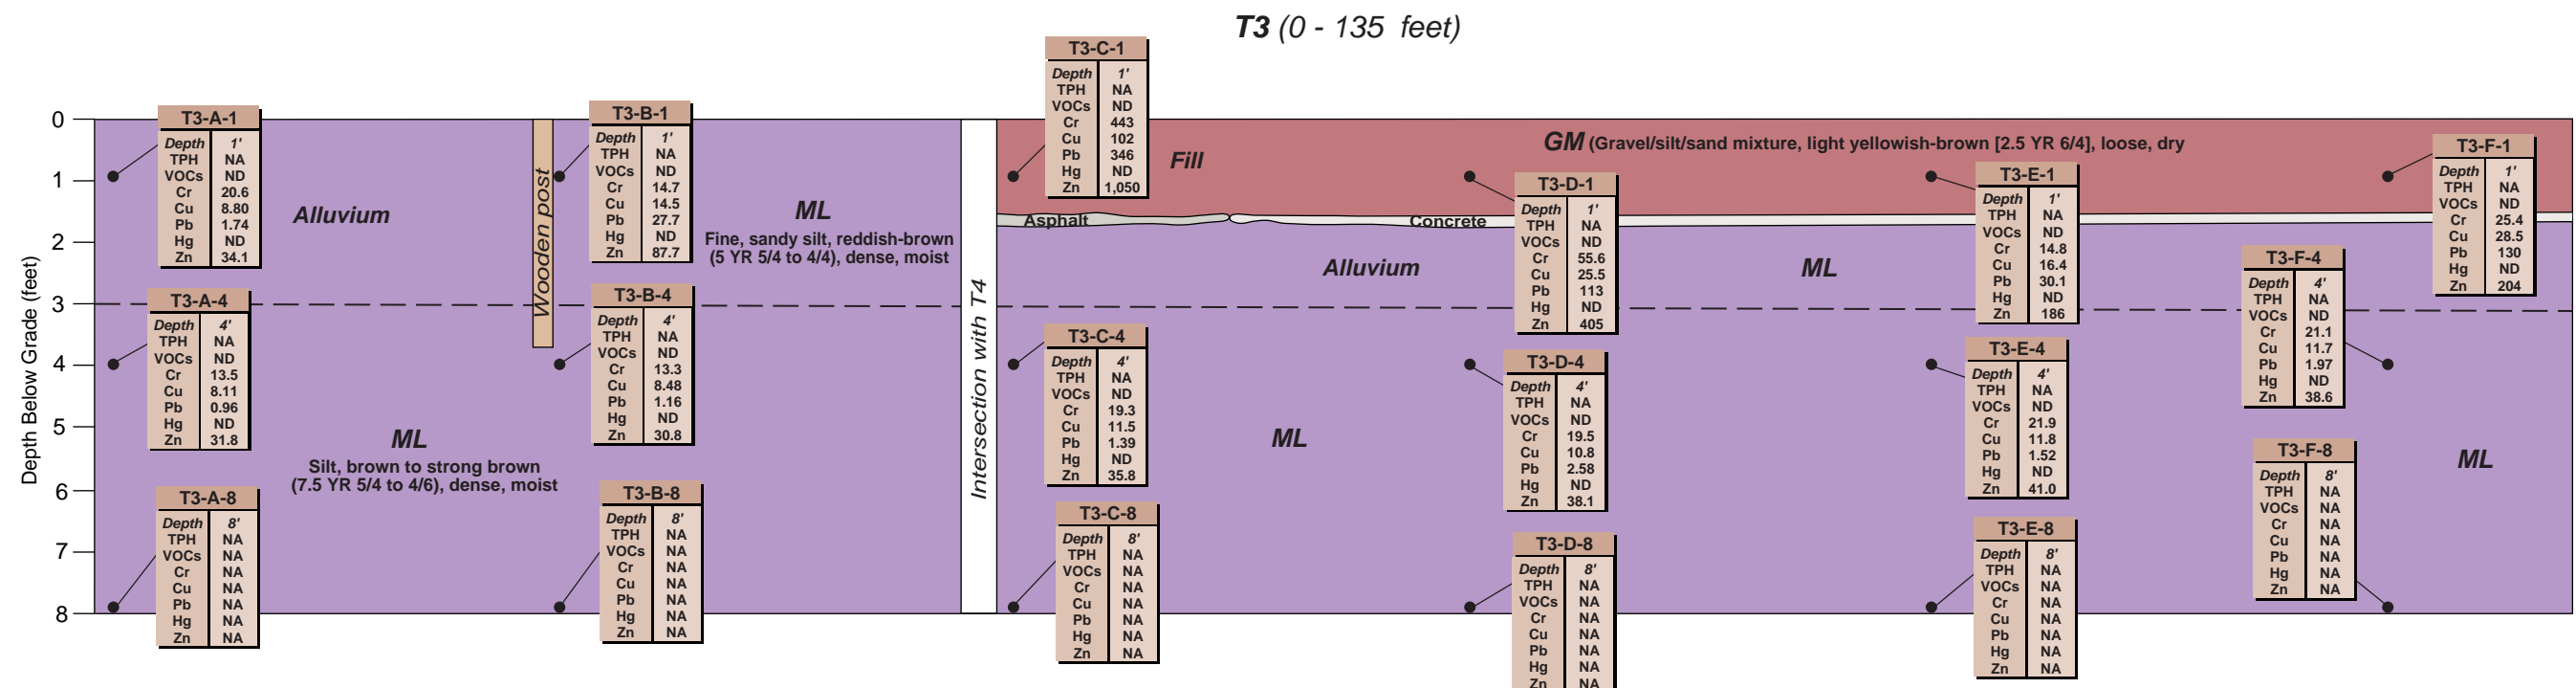 T3 (0 - 135 feet)
Depth Below Grade (feet)
0
1
2
3
4
5
6
7
8
T3-A-1
Depth 1'
TPH NA
VOCs ND
Cr 20.6
Cu 8.80
Pb 1.74
Hg ND
Zn 34.1
T3-A-4
Depth 4'
TPH NA
VOCs ND
Cr 13.5
Cu 8.11
Pb 0.96
Hg ND
Zn 31.8
T3-A-8
Depth 8'
TPH NA
VOCs NA
Cr NA
Cu NA
Pb NA
Hg NA
Zn NA
Alluvium
ML
Silt, brown to strong brown
(7.5 YR 5/4 to 4/6), dense, moist
Wooden post
T3-B-1
Depth 1'
TPH NA
VOCs ND
Cr 14.7
Cu 14.5
Pb 27.7
Hg ND
Zn 87.7
T3-B-4
Depth 4'
TPH NA
VOCs ND
Cr 13.3
Cu 8.48
Pb 1.16
Hg ND
Zn 30.8
T3-B-8
Depth 8'
TPH NA
VOCs NA
Cr NA
Cu NA
Pb NA
Hg NA
Zn NA
ML
Fine, sandy silt, reddish-brown
(5 YR 5/4 to 4/4), dense, moist
Intersection with T4
T3-C-1
Depth 1'
TPH NA
VOCs ND
Cr 443
Cu 102
Pb 346
Hg ND
Zn 1,050
Fill
GM (Gravel/silt/sand mixture, light yellowish-brown [2.5 YR 6/4], loose, dry
Asphalt
Concrete
Alluvium
ML
T3-C-4
Depth 4'
TPH NA
VOCs ND
Cr 19.3
Cu 11.5
Pb 1.39
Hg ND
Zn 35.8
T3-C-8
Depth 8'
TPH NA
VOCs NA
Cr NA
Cu NA
Pb NA
Hg NA
Zn NA
ML
T3-D-1
Depth 1'
TPH NA
VOCs ND
Cr 55.6
Cu 25.5
Pb 113
Hg ND
Zn 405
T3-D-4
Depth 4'
TPH NA
VOCs ND
Cr 19.5
Cu 10.8
Pb 2.58
Hg ND
Zn 38.1
T3-D-8
Depth 8'
TPH NA
VOCs NA
Cr NA
Cu NA
Pb NA
Hg NA
Zn NA
T3-E-1
Depth 1'
TPH NA
VOCs ND
Cr 14.8
Cu 16.4
Pb 30.1
Hg ND
Zn 186
T3-E-4
Depth 4'
TPH NA
VOCs ND
Cr 21.9
Cu 11.8
Pb 1.52
Hg ND
Zn 41.0
T3-E-8
Depth 8'
TPH NA
VOCs NA
Cr NA
Cu NA
Pb NA
Hg NA
Zn NA
T3-F-1
Depth 1'
TPH NA
VOCs ND
Cr 25.4
Cu 28.5
Pb 130
Hg ND
Zn 204
T3-F-4
Depth 4'
TPH NA
VOCs ND
Cr 21.1
Cu 11.7
Pb 1.97
Hg ND
Zn 38.6
T3-F-8
Depth 8'
TPH NA
VOCs NA
Cr NA
Cu NA
Pb NA
Hg NA
Zn NA
ML